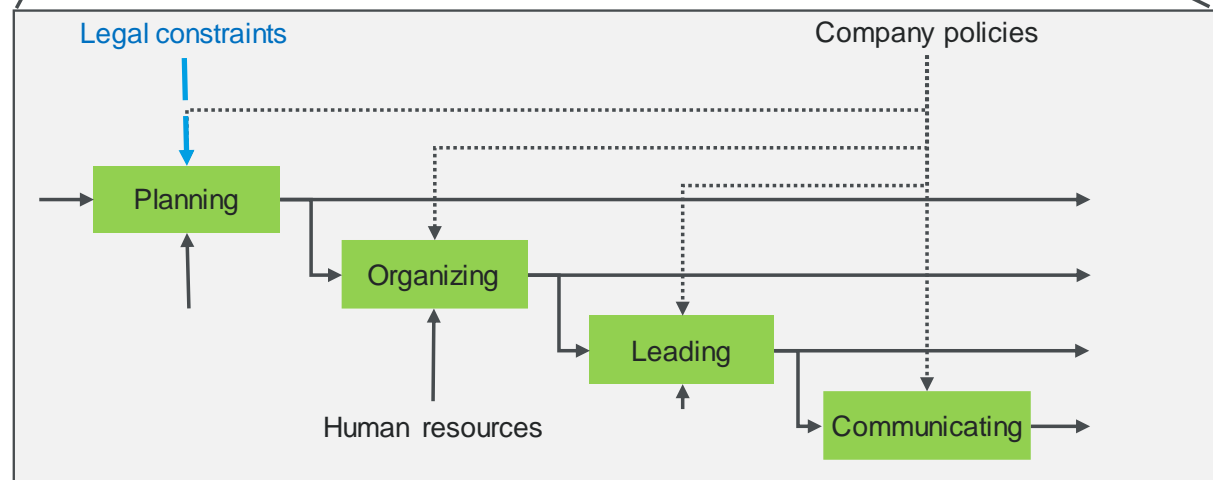 Legal constraints
Company policies
Planning
Organizing
Leading
Human resources
Communicating